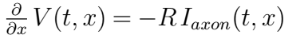 ∂/∂x V(t, x) = −R I_axon(t, x)